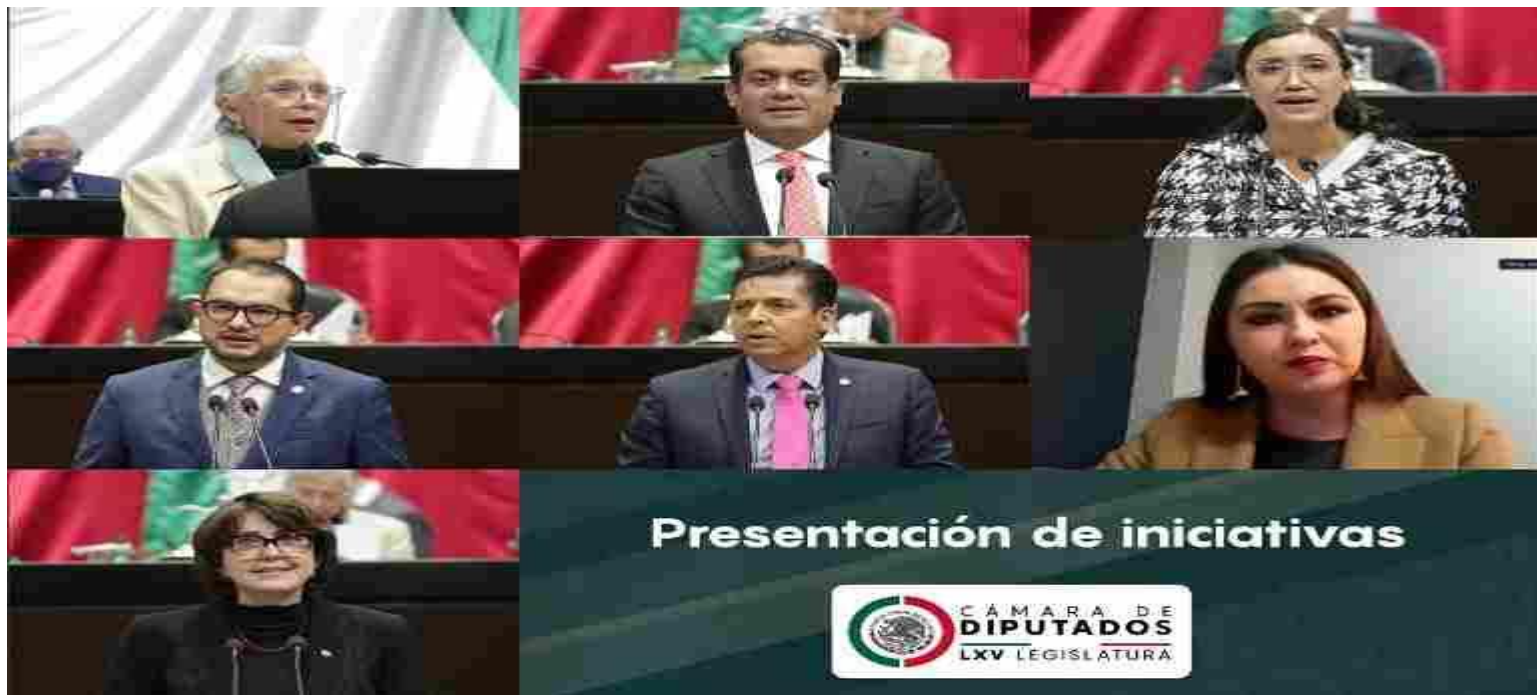 Presentación de iniciativas
CÁMARA DE
DIPUTADOS
LXV LEGISLATURA